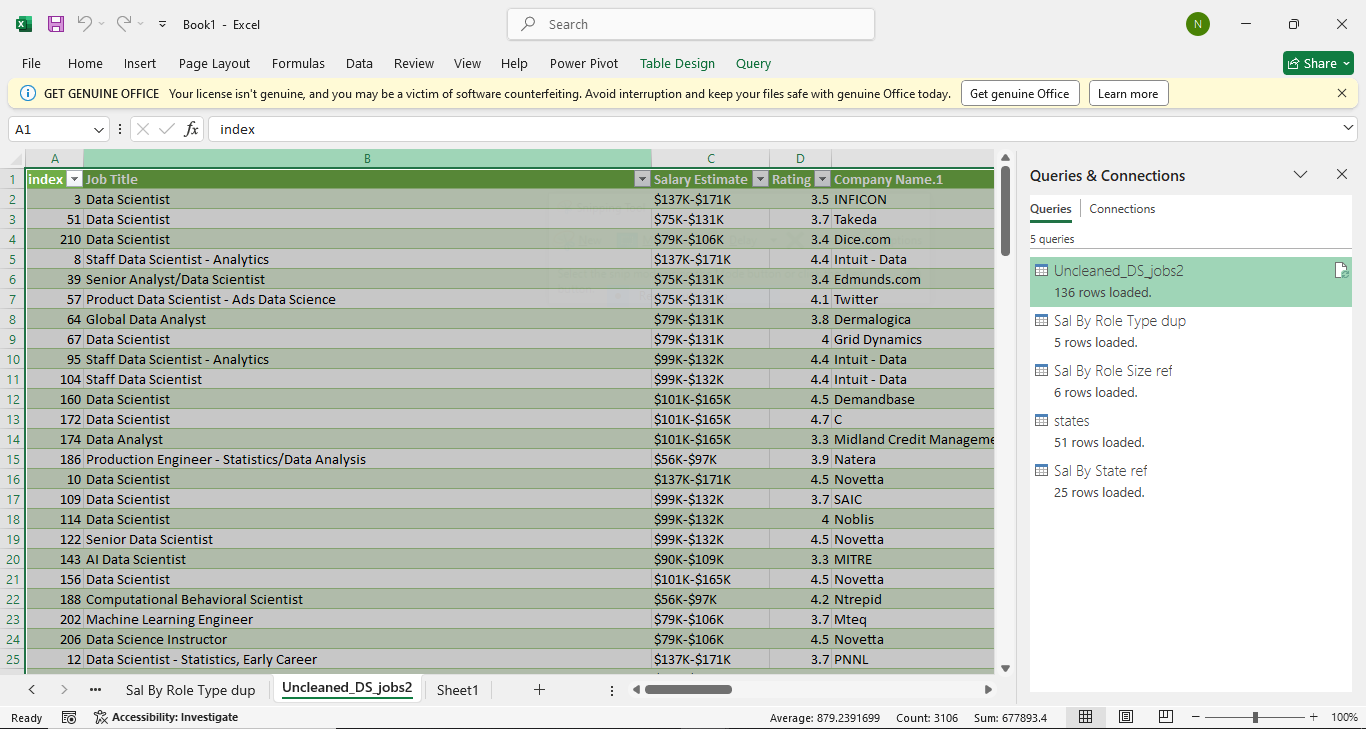 Book1 - Excel
Search
N
File Home Insert Page Layout Formulas Data Review View Help Power Pivot Table Design Query
Share
GET GENUINE OFFICE Your license isn't genuine, and you may be a victim of software counterfeiting. Avoid interruption and keep your files safe with genuine Office today. Get genuine Office Learn more
A1 fx index
A B C D
1 index Job Title Salary Estimate Rating Company Name.1
2 3 Data Scientist $137K-$171K 3.5 INFICON
3 51 Data Scientist $75K-$131K 3.7 Takeda
4 210 Data Scientist $79K-$106K 3.4 Dice.com
5 8 Staff Data Scientist - Analytics $137K-$171K 4.4 Intuit - Data
6 39 Senior Analyst/Data Scientist $75K-$131K 3.4 Edmunds.com
7 57 Product Data Scientist - Ads Data Science $75K-$131K 4.1 Twitter
8 64 Global Data Analyst $79K-$131K 3.8 Dermalogica
9 67 Data Scientist $79K-$131K 4 Grid Dynamics
10 95 Staff Data Scientist - Analytics $99K-$132K 4.4 Intuit - Data
11 104 Staff Data Scientist $99K-$132K 4.4 Intuit - Data
12 160 Data Scientist $101K-$165K 4.5 Demandbase
13 172 Data Scientist $101K-$165K 4.7 C
14 174 Data Analyst $101K-$165K 3.3 Midland Credit Manageme
15 186 Production Engineer - Statistics/Data Analysis $56K-$97K 3.9 Natera
16 10 Data Scientist $137K-$171K 4.5 Novetta
17 109 Data Scientist $99K-$132K 3.7 SAIC
18 114 Data Scientist $99K-$132K 4 Noblis
19 122 Senior Data Scientist $99K-$132K 4.5 Novetta
20 143 AI Data Scientist $90K-$109K 3.3 MITRE
21 156 Data Scientist $101K-$165K 4.5 Novetta
22 188 Computational Behavioral Scientist $56K-$97K 4.2 Ntrepid
23 202 Machine Learning Engineer $79K-$106K 3.7 Mteq
24 206 Data Science Instructor $79K-$106K 4.5 Novetta
25 12 Data Scientist - Statistics, Early Career $137K-$171K 3.7 PNNL
Queries & Connections
Queries Connections
5 queries
Uncleaned_DS_jobs2
136 rows loaded.
Sal By Role Type dup
5 rows loaded.
Sal By Role Size ref
6 rows loaded.
states
51 rows loaded.
Sal By State ref
25 rows loaded.
Sal By Role Type dup Uncleaned_DS_jobs2 Sheet1
Ready Accessibility: Investigate Average: 879.2391699 Count: 3106 Sum: 677893.4 100%